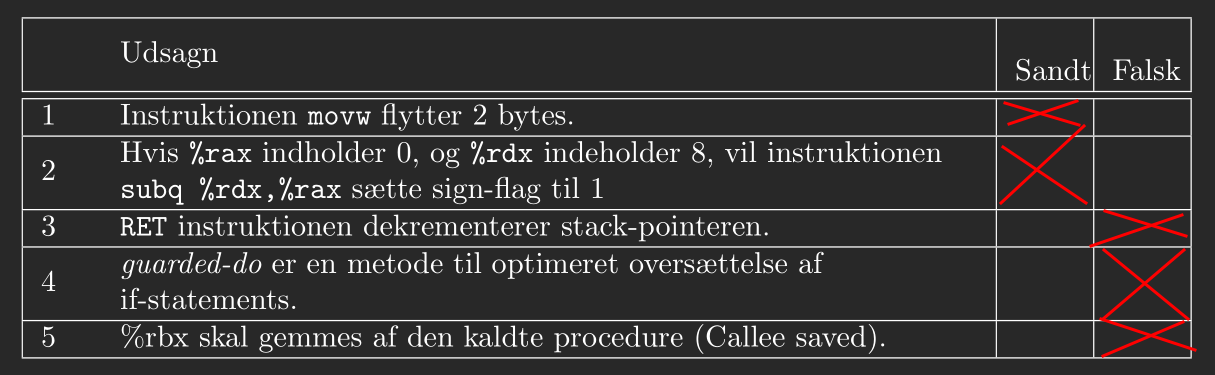 Udsagn
Sandt Falsk
1 Instruktionen movw flytter 2 bytes.
2 Hvis %rax indholder 0, og %rdx indeholder 8, vil instruktionen
subq %rdx,%rax sætte sign-flag til 1
3 RET instruktionen dekrementerer stack-pointeren.
4 guarded-do er en metode til optimeret oversættelse af
if-statements.
5 %rbx skal gemmes af den kaldte procedure (Callee saved).